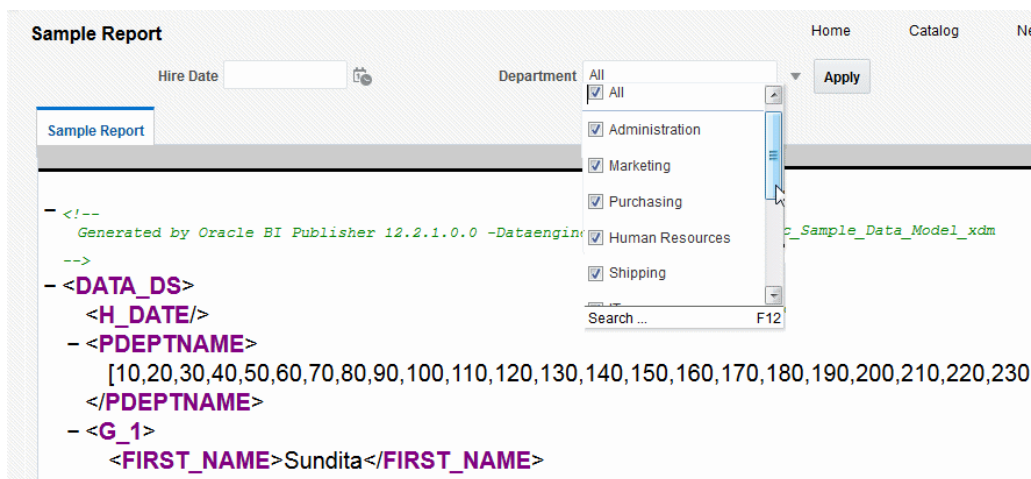 Sample Report Home Catalog
Hire Date Department All Apply
All
Sample Report
Administration
Marketing
Purchasing
Human Resources
Shipping
Search ... F12
− <!--
Generated by Oracle BI Publisher 12.2.1.0.0 -Dataengin c_Sample_Data_Model_xdm
-->
− <DATA_DS>
<H_DATE/>
− <PDEPTNAME>
[10,20,30,40,50,60,70,80,90,100,110,120,130,140,150,160,170,180,190,200,210,220,230
</PDEPTNAME>
− <G_1>
<FIRST_NAME>Sundita</FIRST_NAME>